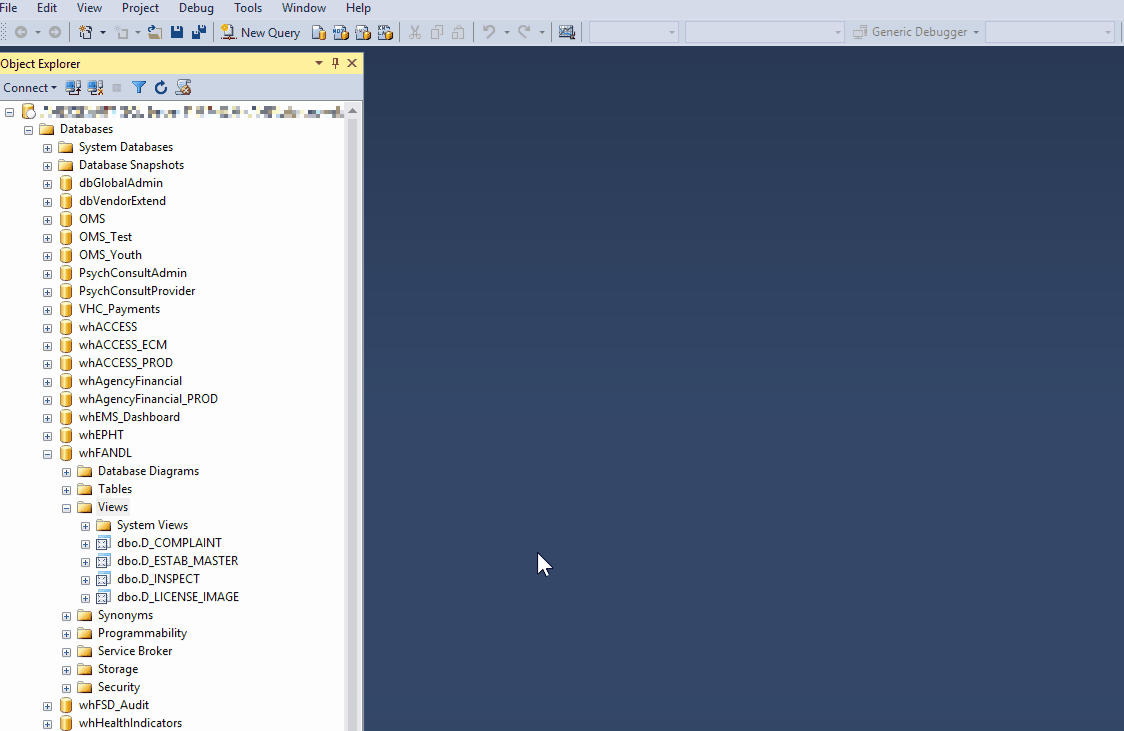 File Edit View Project Debug Tools Window Help
New Query
Generic Debugger
Object Explorer
Connect
Databases
System Databases
Database Snapshots
dbGlobalAdmin
dbVendorExtend
OMS
OMS_Test
OMS_Youth
PsychConsultAdmin
PsychConsultProvider
VHC_Payments
whACCESS
whACCESS_ECM
whACCESS_PROD
whAgencyFinancial
whAgencyFinancial_PROD
whEMS_Dashboard
whEPHT
whFANDL
Database Diagrams
Tables
Views
System Views
dbo.D_COMPLAINT
dbo.D_ESTAB_MASTER
dbo.D_INSPECT
dbo.D_LICENSE_IMAGE
Synonyms
Programmability
Service Broker
Storage
Security
whFSD_Audit
whHealthIndicators